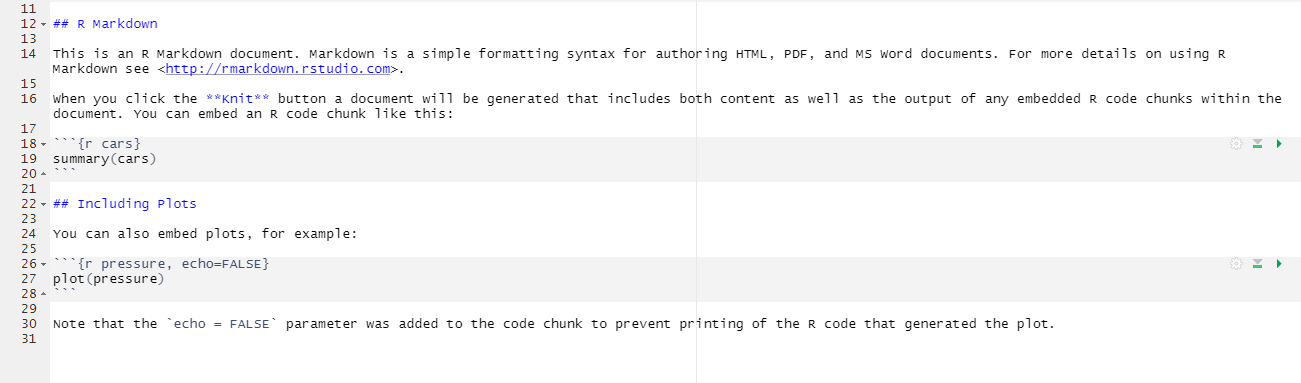 11
12 ## R Markdown
13
14 This is an R Markdown document. Markdown is a simple formatting syntax for authoring HTML, PDF, and MS Word documents. For more details on using R
Markdown see <http://rmarkdown.rstudio.com>.
15
16 When you click the **Knit** button a document will be generated that includes both content as well as the output of any embedded R code chunks within the
document. You can embed an R code chunk like this:
17
18 ```{r cars}
19 summary(cars)
20 ```
21
22 ## Including Plots
23
24 You can also embed plots, for example:
25
26 ```{r pressure, echo=FALSE}
27 plot(pressure)
28 ```
29
30 Note that the `echo = FALSE` parameter was added to the code chunk to prevent printing of the R code that generated the plot.
31